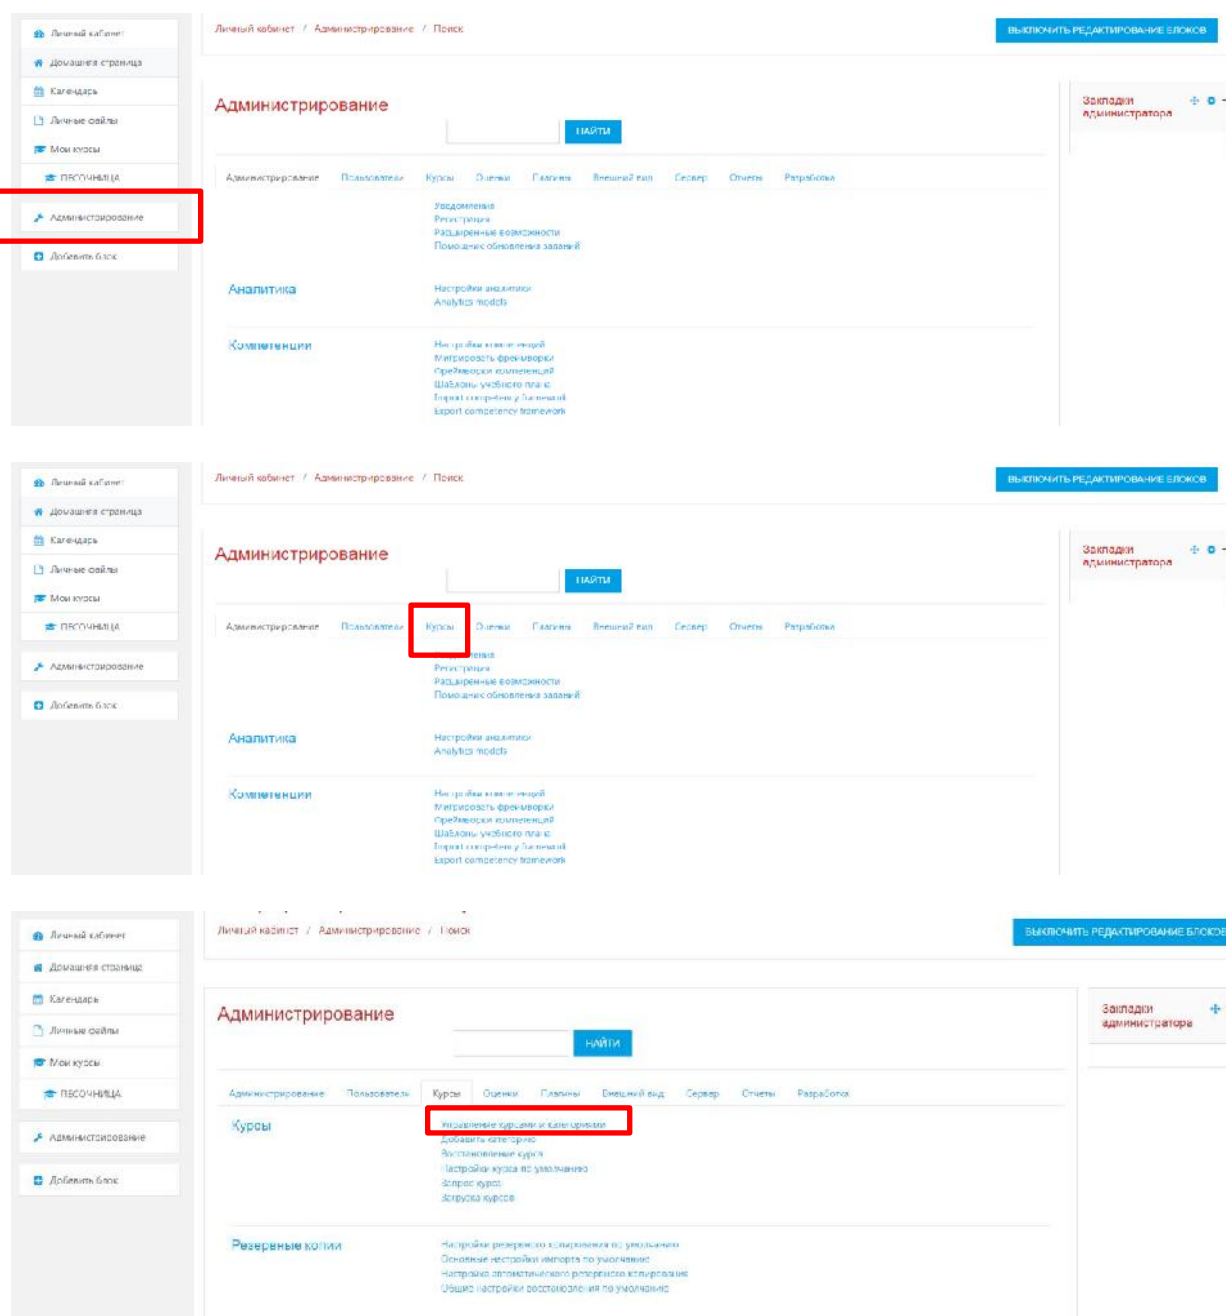 Личный кабинет
Домашняя страница
Календарь
Личные файлы
Мои курсы
ПЕСОЧНИЦА
Администрирование
Добавить блок
Личный кабинет / Администрирование / Поиск
ВЫКЛЮЧИТЬ РЕДАКТИРОВАНИЕ БЛОКОВ
Администрирование
НАЙТИ
Закладки
администратора
Администрирование Пользователи Курсы Оценки Плагины Внешний вид Сервер Отчеты Разработка
Уведомления
Регистрация
Расширенные возможности
Помощник обновления заданий
Аналитика
Настройки аналитики
Analytics models
Компетенции
Настройки компетенций
Мигрировать фреймворки
Фреймворки компетенций
Шаблоны учебного плана
Import competency framework
Export competency framework
Личный кабинет
Домашняя страница
Календарь
Личные файлы
Мои курсы
ПЕСОЧНИЦА
Администрирование
Добавить блок
Личный кабинет / Администрирование / Поиск
ВЫКЛЮЧИТЬ РЕДАКТИРОВАНИЕ БЛОКОВ
Администрирование
НАЙТИ
Закладки
администратора
Администрирование Пользователи Курсы Оценки Плагины Внешний вид Сервер Отчеты Разработка
Регистрация
Расширенные возможности
Помощник обновления заданий
Аналитика
Настройки аналитики
Analytics models
Компетенции
Настройки компетенций
Мигрировать фреймворки
Фреймворки компетенций
Шаблоны учебного плана
Import competency framework
Export competency framework
Личный кабинет
Домашняя страница
Календарь
Личные файлы
Мои курсы
ПЕСОЧНИЦА
Администрирование
Добавить блок
Личный кабинет / Администрирование / Поиск
ВЫКЛЮЧИТЬ РЕДАКТИРОВАНИЕ БЛОКОВ
Администрирование
НАЙТИ
Закладки
администратора
Администрирование Пользователи Курсы Оценки Плагины Внешний вид Сервер Отчеты Разработка
Курсы
Управление курсами и категориями
Добавить категорию
Восстановление курса
Настройки курса по умолчанию
Запрос курса
Загрузка курсов
Резервные копии
Настройки резервного копирования по умолчанию
Основные настройки импорта по умолчанию
Настройка автоматического резервного копирования
Общие настройки восстановления по умолчанию